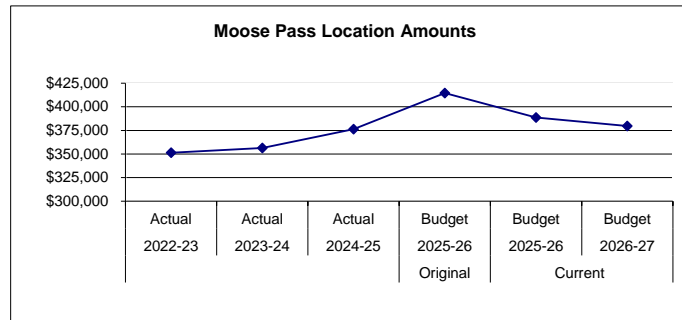 Moose Pass Location Amounts
$425,000
$400,000
$375,000
$350,000
$325,000
$300,000
Actual Actual Actual Budget Budget Budget
2022-23 2023-24 2024-25 2025-26 2025-26 2026-27
Original Current